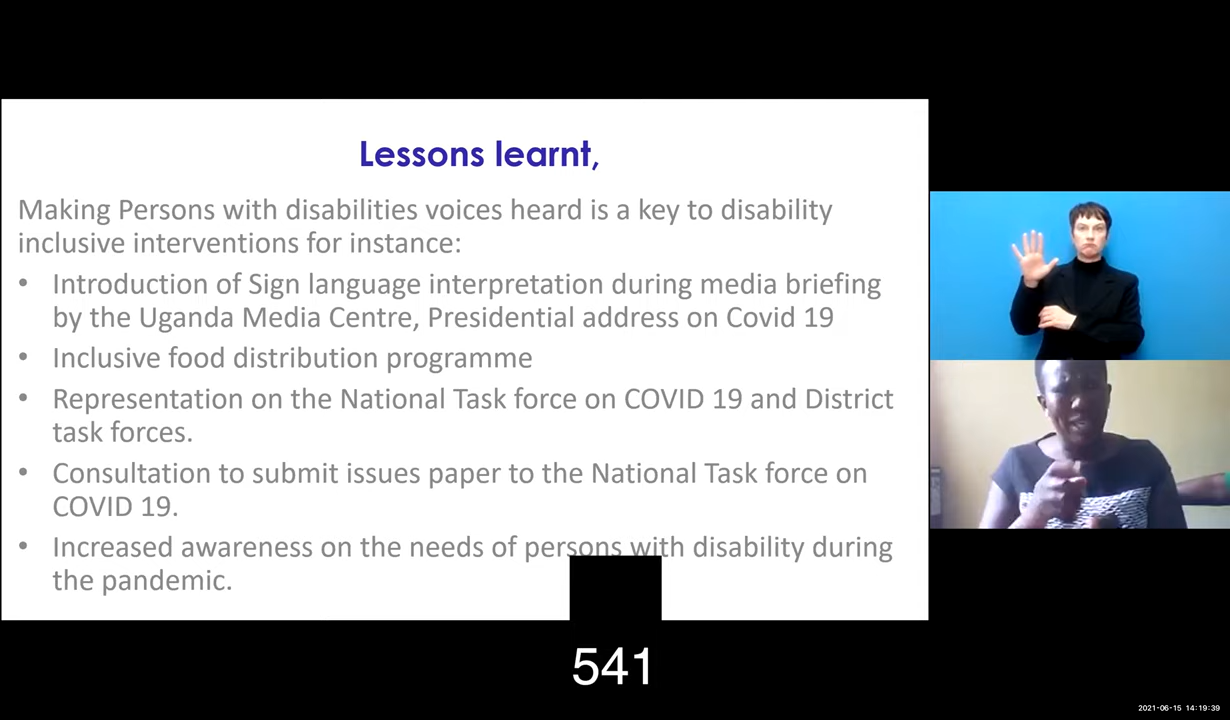 Lessons learnt,
Making Persons with disabilities voices heard is a key to disability
inclusive interventions for instance:
• Introduction of Sign language interpretation during media briefing
by the Uganda Media Centre, Presidential address on Covid 19
• Inclusive food distribution programme
• Representation on the National Task force on COVID 19 and District
task forces.
• Consultation to submit issues paper to the National Task force on
COVID 19.
• Increased awareness on the needs of persons with disability during
the pandemic.
541
2021-06-15 14:19:39